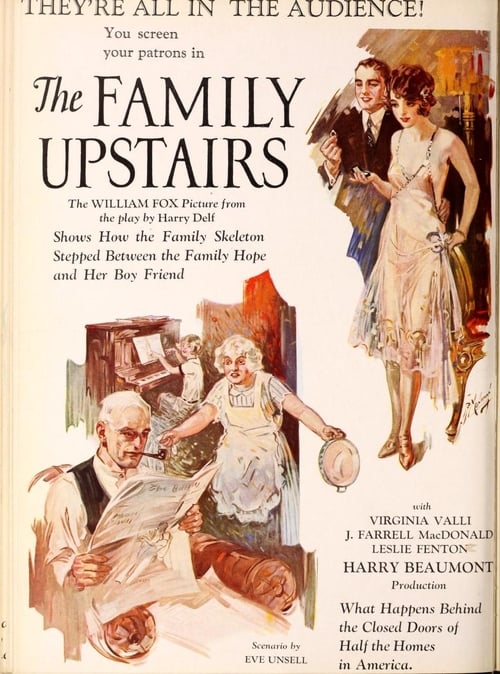 THEY'RE ALL IN THE AUDIENCE!
You screen
your patrons in
The FAMILY
UPSTAIRS
The WILLIAM FOX Picture from
the play by Harry Delf
Shows How the Family Skeleton
Stepped Between the Family Hope
and Her Boy Friend
with
VIRGINIA VALLI
J. FARRELL MacDONALD
LESLIE FENTON
HARRY BEAUMONT
Production
What Happens Behind
the Closed Doors of
Half the Homes
in America.
Scenario by
EVE UNSELL